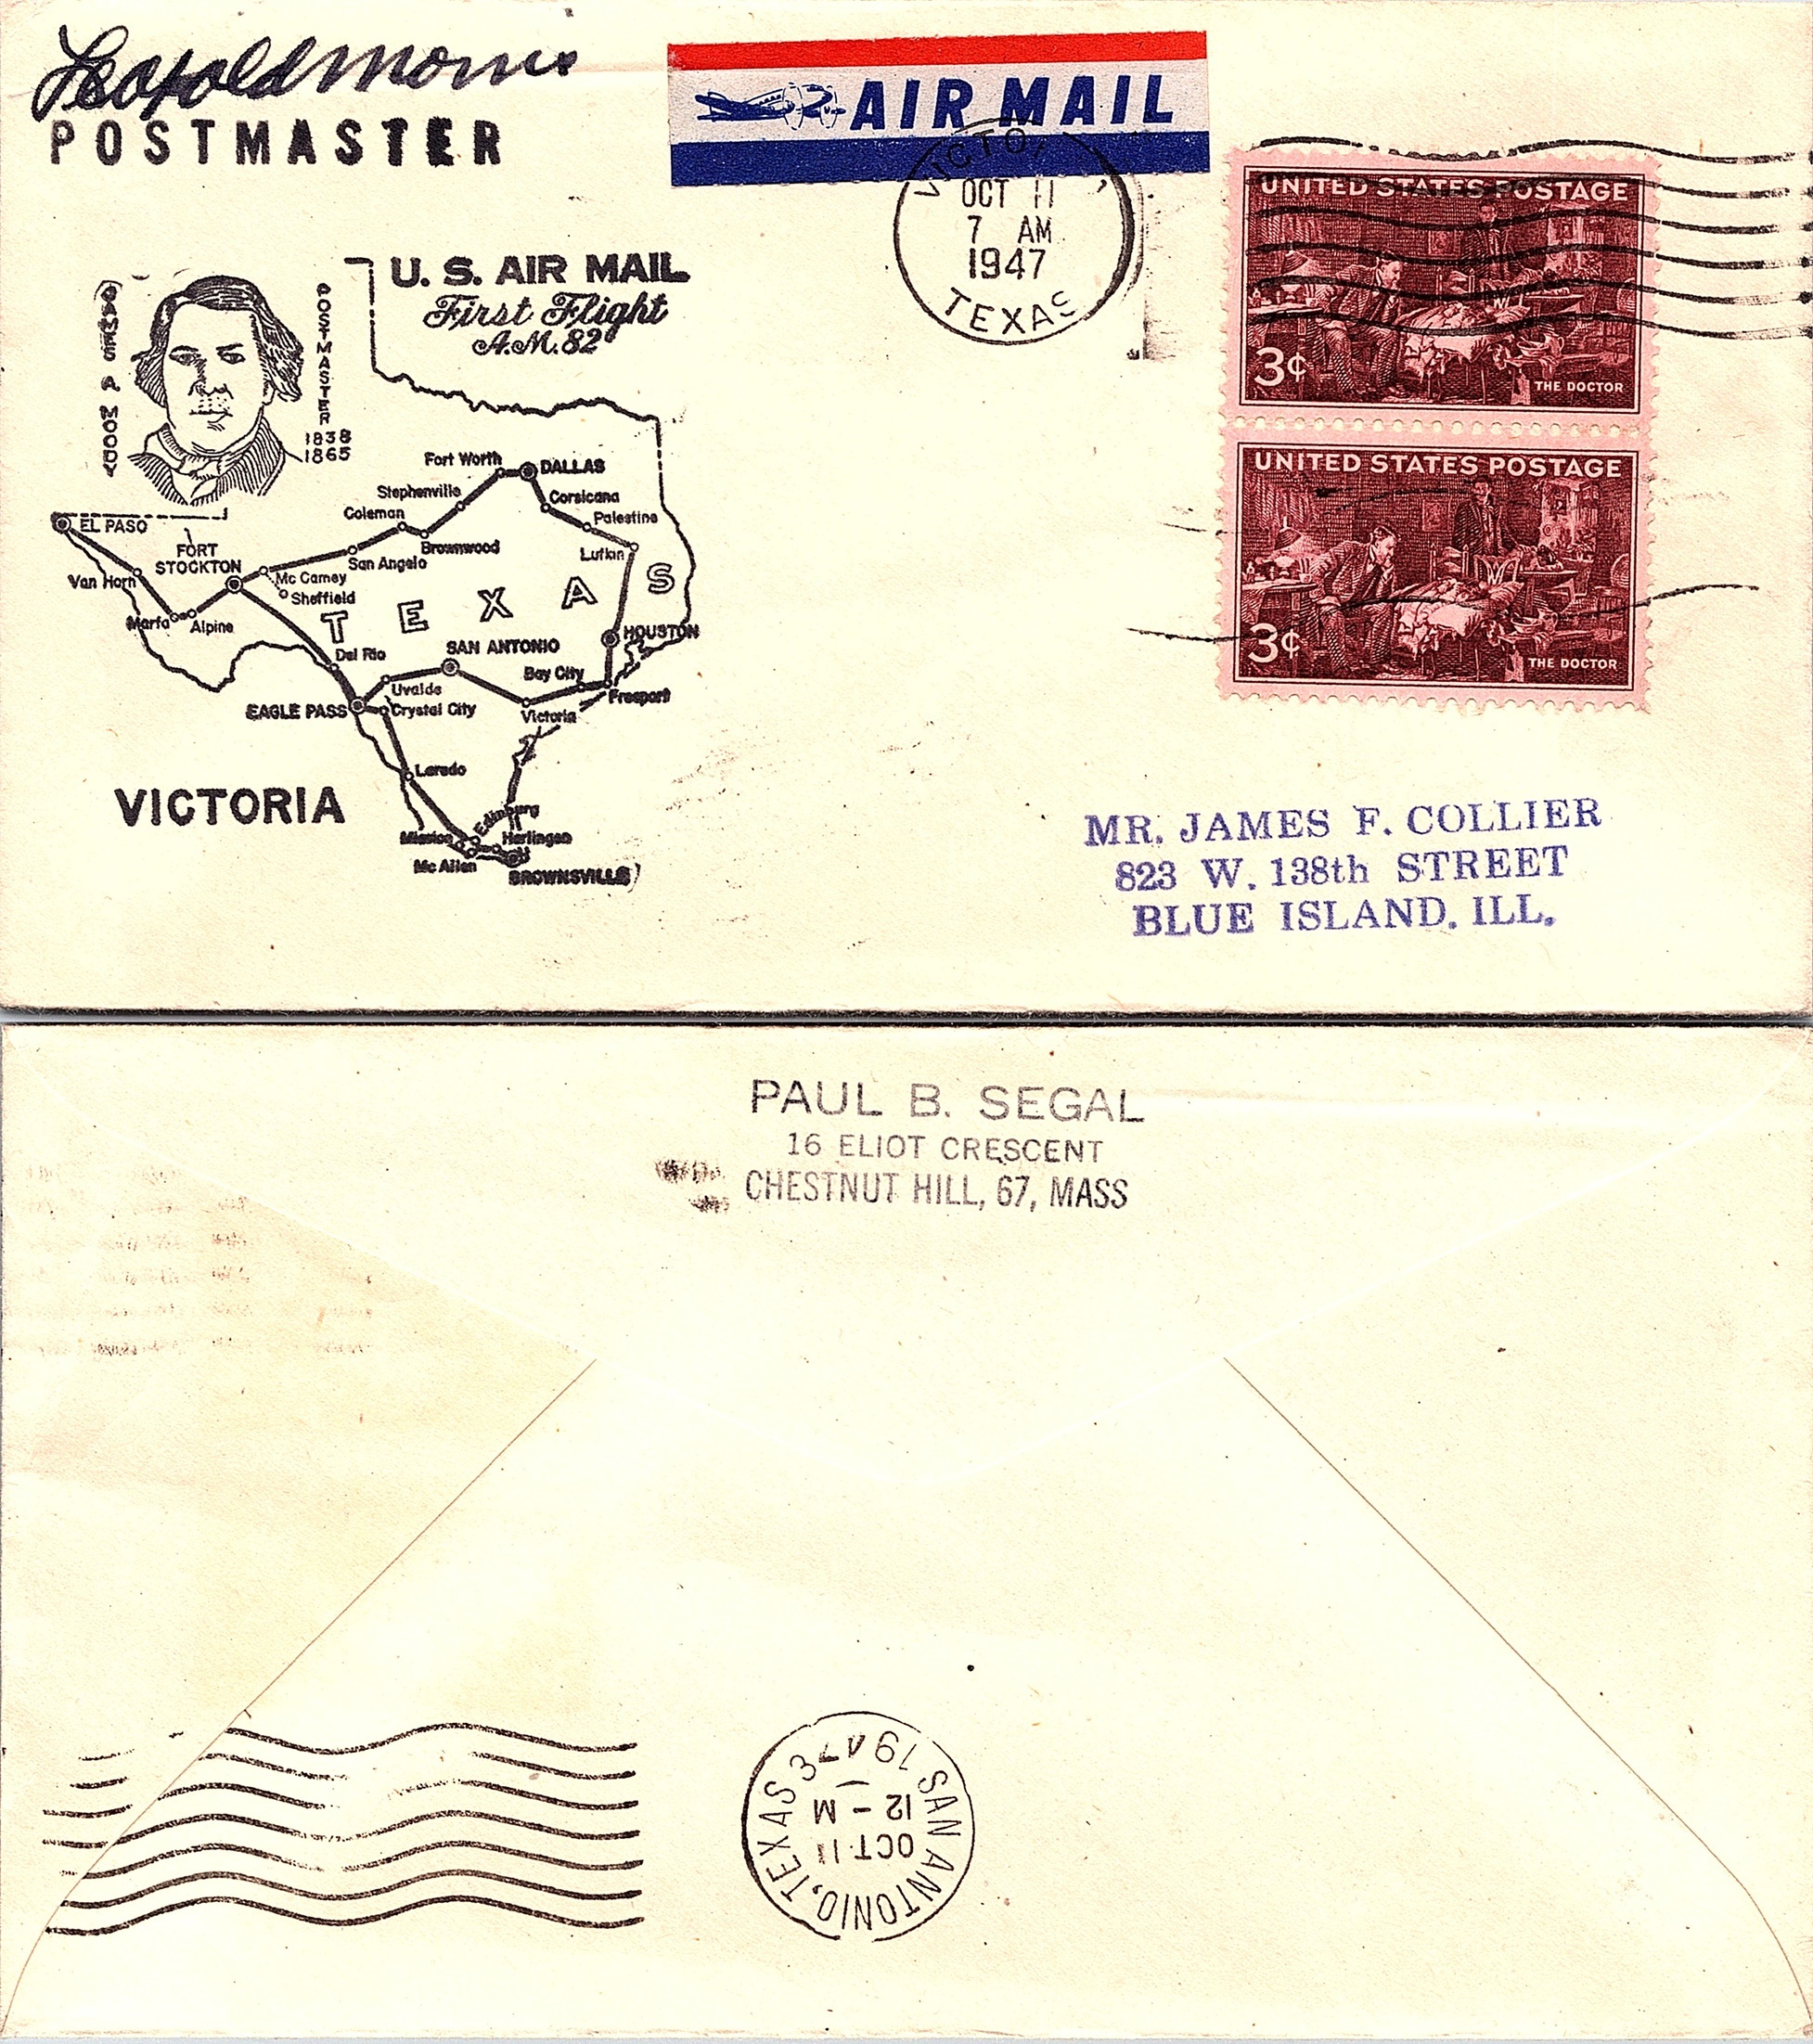 Leopold Morris
POSTMASTER
AIR MAIL
OCT 11
7 AM
1947
TEXAS
UNITED STATES POSTAGE
3¢
THE DOCTOR
UNITED STATES POSTAGE
3¢
THE DOCTOR
JAMES A. MOODY
POSTMASTER
1838
1865
U. S. AIR MAIL
First Flight
A.M. 82
Fort Worth
DALLAS
Stephenville
Corsicana
Coleman
Palestine
EL PASO
Brownwood
Lufkin
FORT
STOCKTON
San Angelo
Van Horn
Mc Camey
Sheffield
TEXAS
Marfa
Alpine
HOUSTON
Del Rio
SAN ANTONIO
Bay City
Uvalde
Freeport
EAGLE PASS
Crystal City
Victoria
Laredo
VICTORIA
Edinburg
Mission
Harlingen
Mc Allen
BROWNSVILLE
MR. JAMES F. COLLIER
823 W. 138th STREET
BLUE ISLAND, ILL.
PAUL B. SEGAL
16 ELIOT CRESCENT
CHESTNUT HILL, 67, MASS
SAN ANTONIO, TEXAS 3
OCT 11
12 - M
1947